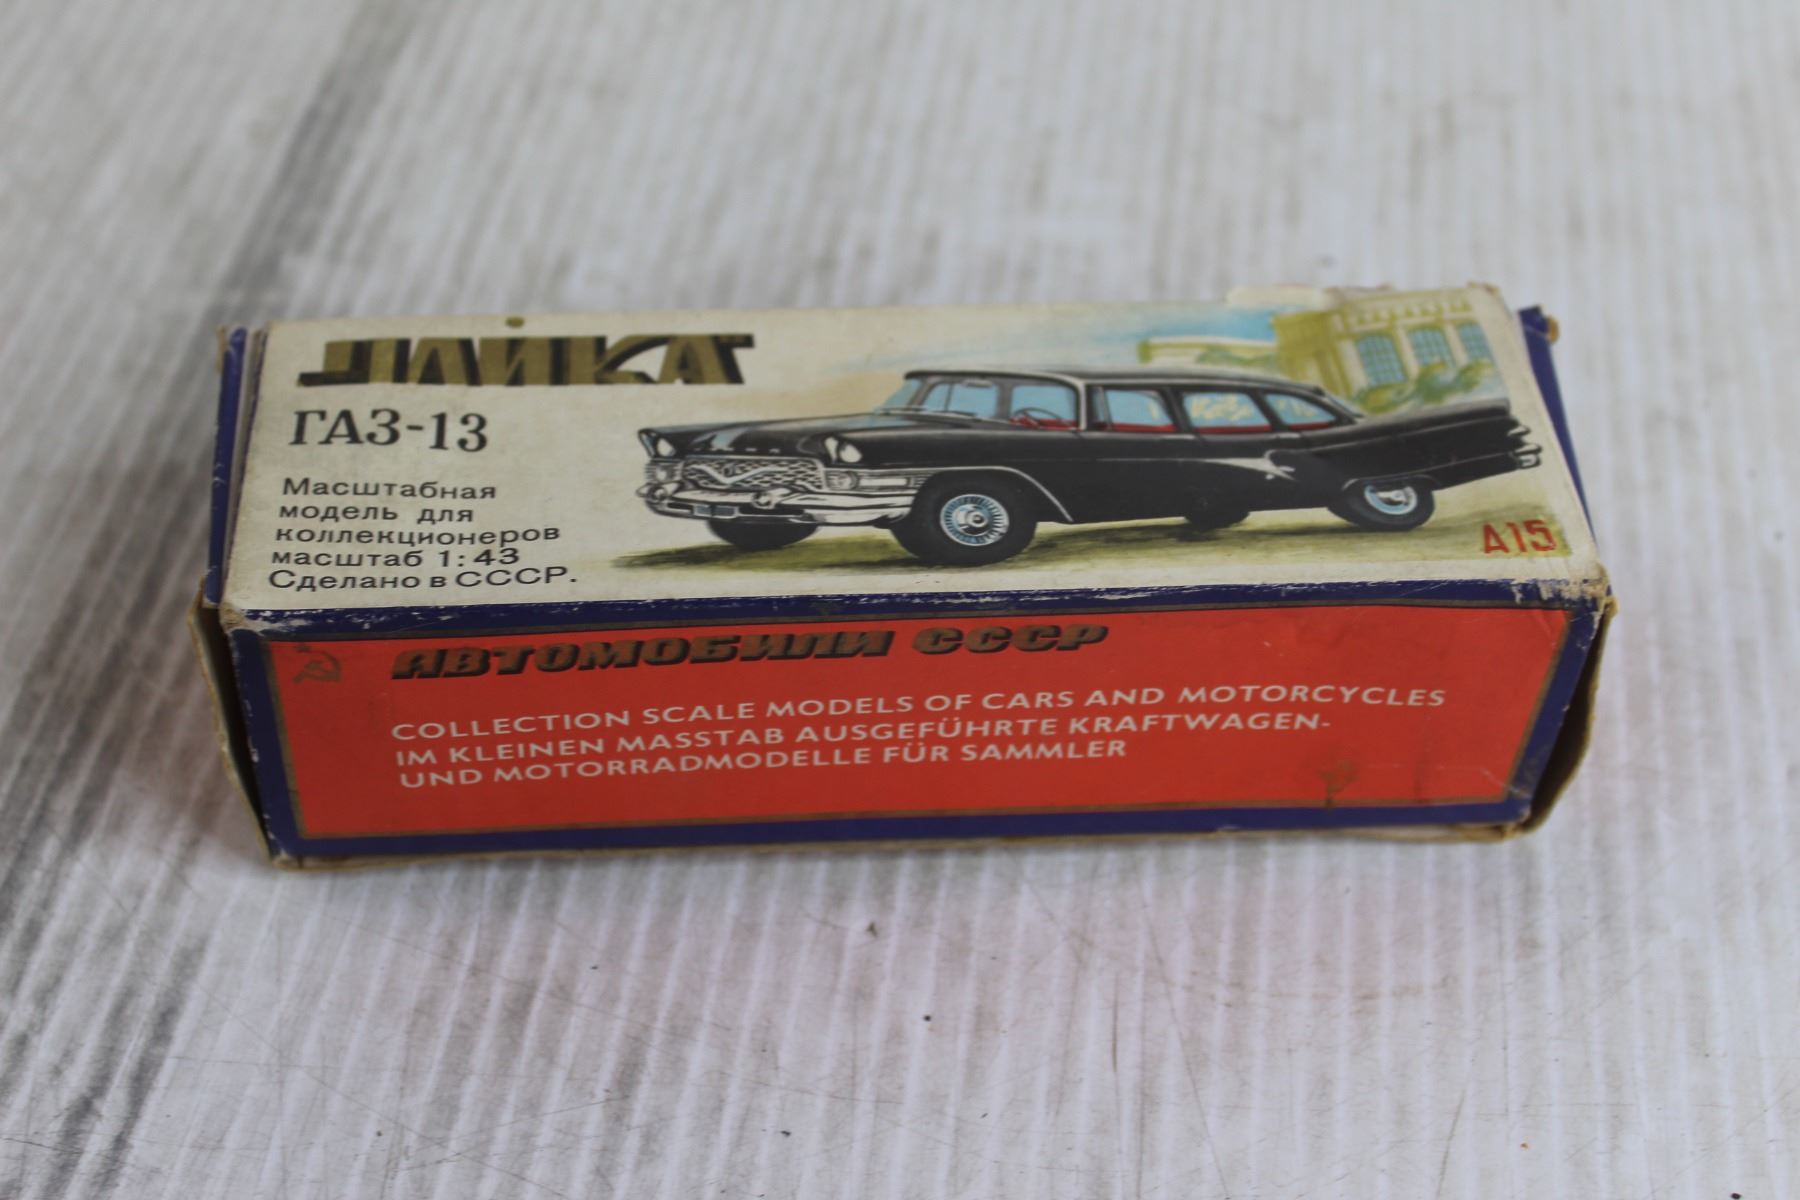 ЧАЙКА
ГАЗ-13
Масштабная
модель для
коллекционеров
масштаб 1:43
Сделано в СССР.
А15
АВТОМОБИЛИ СССР
COLLECTION SCALE MODELS OF CARS AND MOTORCYCLES
IM KLEINEN MASSTAB AUSGEFÜHRTE KRAFTWAGEN-
UND MOTORRADMODELLE FÜR SAMMLER